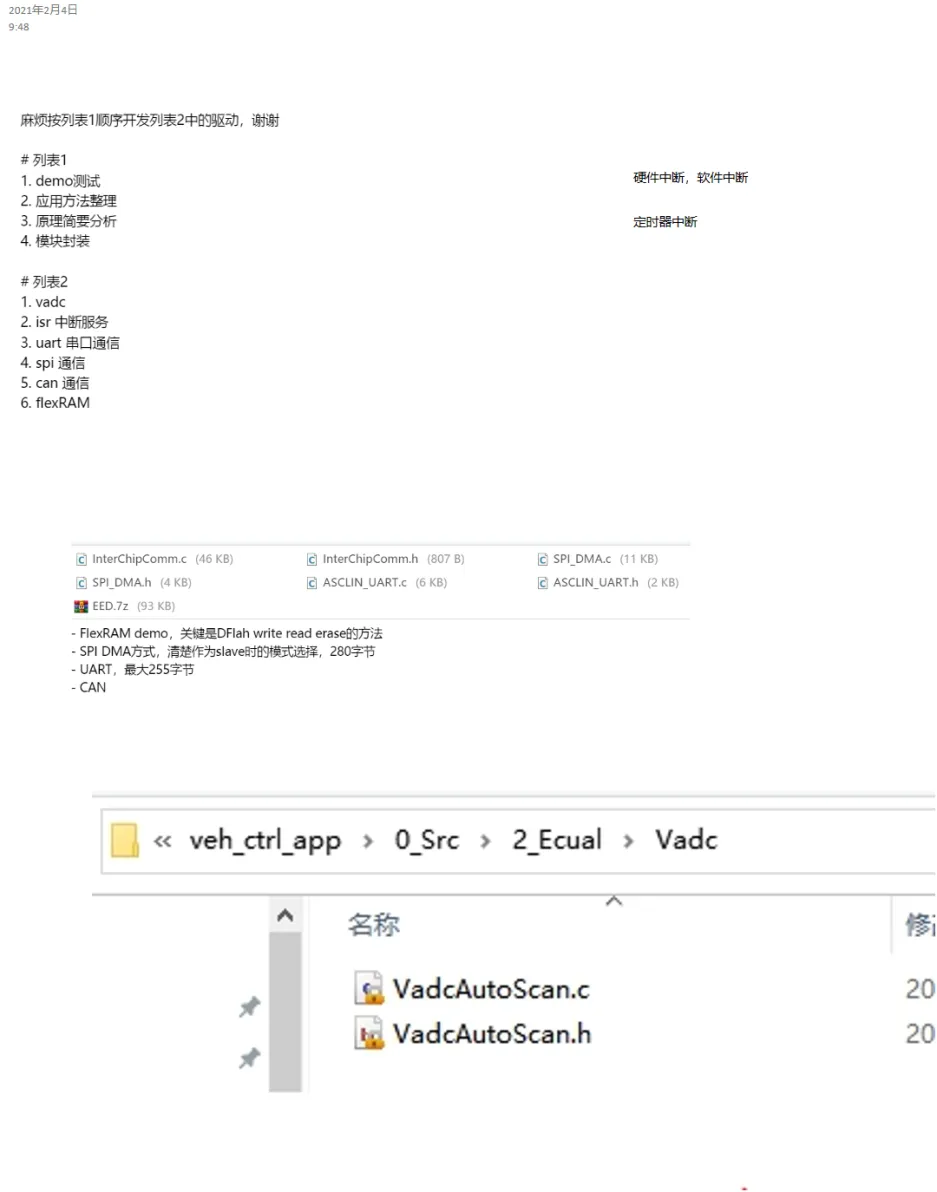 2021年2月4日
9:48
麻烦按列表1顺序开发列表2中的驱动，谢谢
# 列表1
1. demo测试
2. 应用方法整理
3. 原理简要分析
4. 模块封装
硬件中断，软件中断
定时器中断
# 列表2
1. vadc
2. isr 中断服务
3. uart 串口通信
4. spi 通信
5. can 通信
6. flexRAM
InterChipComm.c (46 KB) InterChipComm.h (807 B) SPI_DMA.c (11 KB)
SPI_DMA.h (4 KB) ASCLIN_UART.c (6 KB) ASCLIN_UART.h (2 KB)
EED.7z (93 KB)
- FlexRAM demo，关键是DFlah write read erase的方法
- SPI DMA方式，清楚作为slave时的模式选择，280字节
- UART，最大255字节
- CAN
« veh_ctrl_app › 0_Src › 2_Ecual › Vadc
名称 修
VadcAutoScan.c 20
VadcAutoScan.h 20